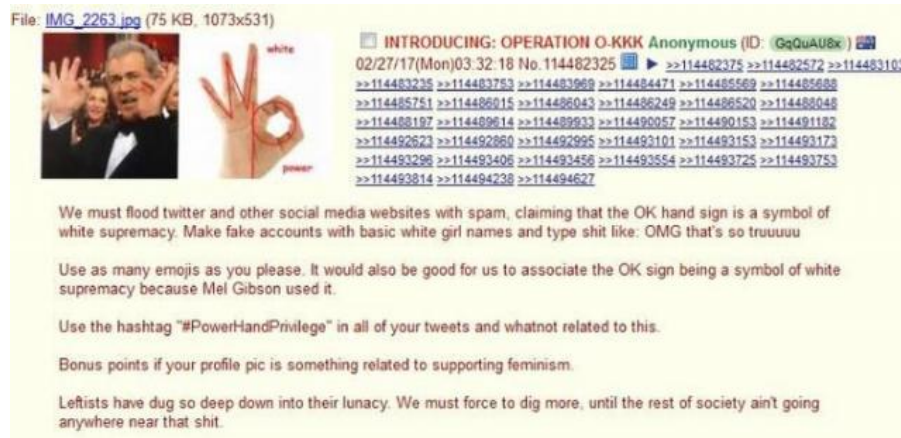 File: IMG_2263.jpg (75 KB, 1073x531)
white
power
INTRODUCING: OPERATION O-KKK Anonymous (ID: GqQuAU8x)
02/27/17(Mon)03:32:18 No.114482325 ▶ >>114482375 >>114482572 >>114483103
>>114483235 >>114483753 >>114483969 >>114484471 >>114485569 >>114485688
>>114485751 >>114486015 >>114486043 >>114486249 >>114486520 >>114488048
>>114488197 >>114489614 >>114489933 >>114490057 >>114490153 >>114491182
>>114492623 >>114492860 >>114492995 >>114493101 >>114493153 >>114493173
>>114493296 >>114493406 >>114493456 >>114493554 >>114493725 >>114493753
>>114493814 >>114494238 >>114494627
We must flood twitter and other social media websites with spam, claiming that the OK hand sign is a symbol of
white supremacy. Make fake accounts with basic white girl names and type shit like: OMG that's so truuuuu
Use as many emojis as you please. It would also be good for us to associate the OK sign being a symbol of white
supremacy because Mel Gibson used it.
Use the hashtag "#PowerHandPrivilege" in all of your tweets and whatnot related to this.
Bonus points if your profile pic is something related to supporting feminism.
Leftists have dug so deep down into their lunacy. We must force to dig more, until the rest of society ain't going
anywhere near that shit.